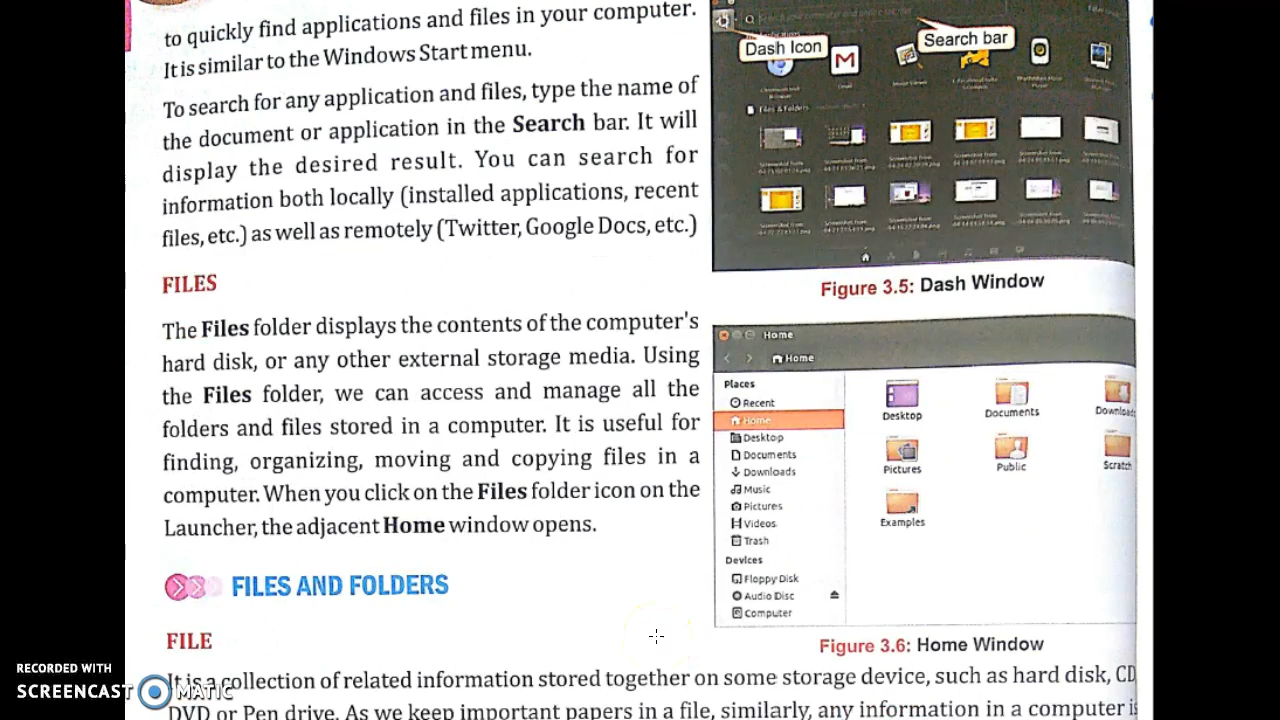 to quickly find applications and files in your computer.
It is similar to the Windows Start menu.
To search for any application and files, type the name of
the document or application in the Search bar. It will
display the desired result. You can search for
information both locally (installed applications, recent
files, etc.) as well as remotely (Twitter, Google Docs, etc.)
FILES
The Files folder displays the contents of the computer's
hard disk, or any other external storage media. Using
the Files folder, we can access and manage all the
folders and files stored in a computer. It is useful for
finding, organizing, moving and copying files in a
computer. When you click on the Files folder icon on the
Launcher, the adjacent Home window opens.
FILES AND FOLDERS
FILE
It is a collection of related information stored together on some storage device, such as hard disk, CD
DVD or Pen drive. As we keep important papers in a file, similarly, any information in a computer is
Dash Icon
Search bar
Files & Folders
Figure 3.5: Dash Window
Home
Home
Places
Recent
Home
Desktop
Documents
Downloads
Music
Pictures
Videos
Trash
Devices
Floppy Disk
Audio Disc
Computer
Desktop
Documents
Download
Pictures
Public
Scratch
Examples
Figure 3.6: Home Window
RECORDED WITH
SCREENCAST MATIC